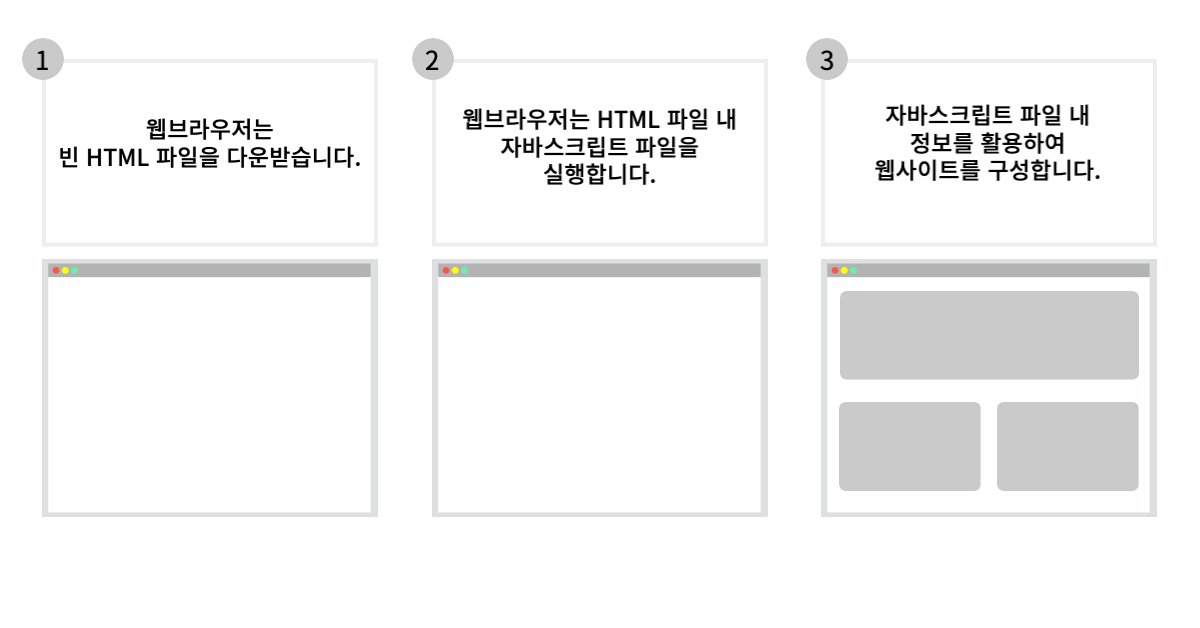 1
웹브라우저는
빈 HTML 파일을 다운받습니다.
2
웹브라우저는 HTML 파일 내
자바스크립트 파일을
실행합니다.
3
자바스크립트 파일 내
정보를 활용하여
웹사이트를 구성합니다.